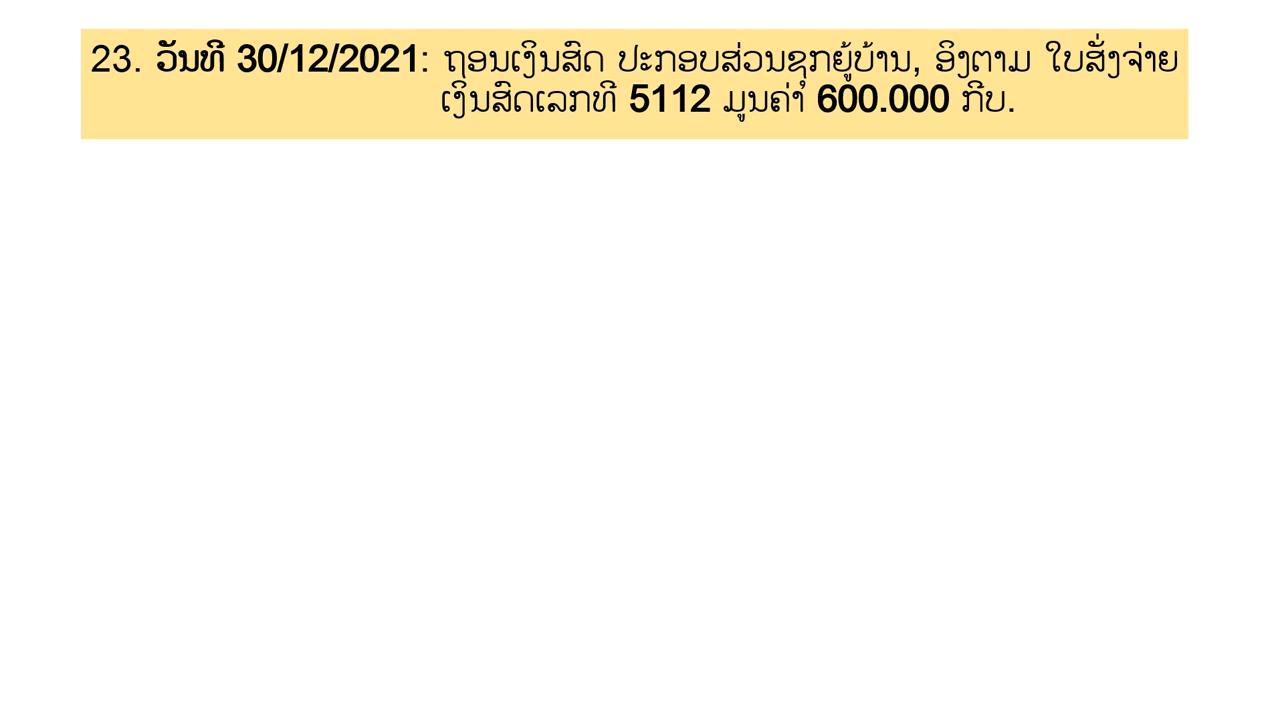 23. ວັນທີ 30/12/2021: ຖອນເງິນສົດ ປະກອບສ່ວນຊຸກຍູ້ບ້ານ, ອິງຕາມ ໃບສັ່ງຈ່າຍ
ເງິນສົດເລກທີ 5112 ມູນຄ່າ 600.000 ກີບ.